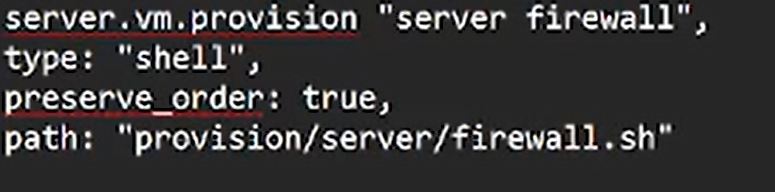 server.vm.provision "server firewall",
type: "shell",
preserve_order: true,
path: "provision/server/firewall.sh"